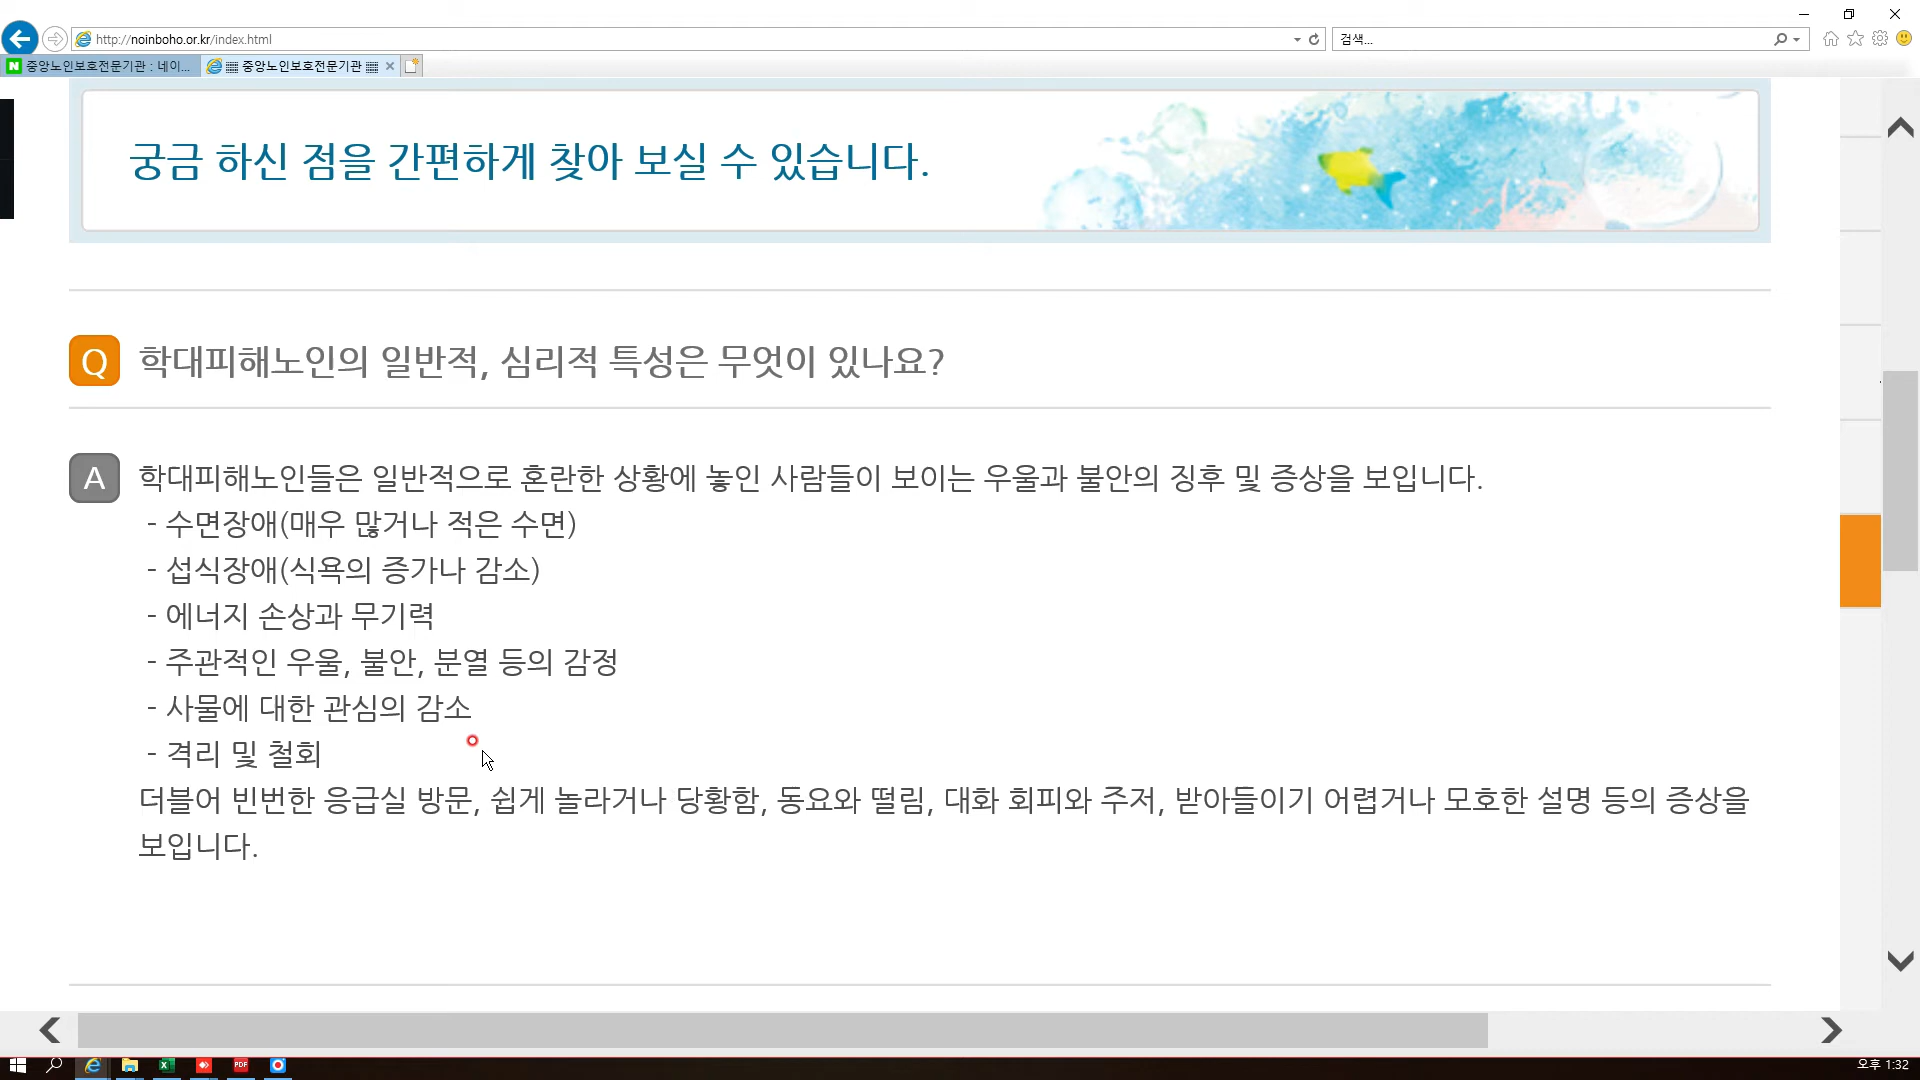 http://noinboho.or.kr/index.html
검색...
N 중앙노인보호전문기관 : 네이...
중앙노인보호전문기관
궁금 하신 점을 간편하게 찾아 보실 수 있습니다.
Q 학대피해노인의 일반적, 심리적 특성은 무엇이 있나요?
A 학대피해노인들은 일반적으로 혼란한 상황에 놓인 사람들이 보이는 우울과 불안의 징후 및 증상을 보입니다.
- 수면장애(매우 많거나 적은 수면)
- 섭식장애(식욕의 증가나 감소)
- 에너지 손상과 무기력
- 주관적인 우울, 불안, 분열 등의 감정
- 사물에 대한 관심의 감소
- 격리 및 철회
더블어 빈번한 응급실 방문, 쉽게 놀라거나 당황함, 동요와 떨림, 대화 회피와 주저, 받아들이기 어렵거나 모호한 설명 등의 증상을
보입니다.
PDF
오후 1:32